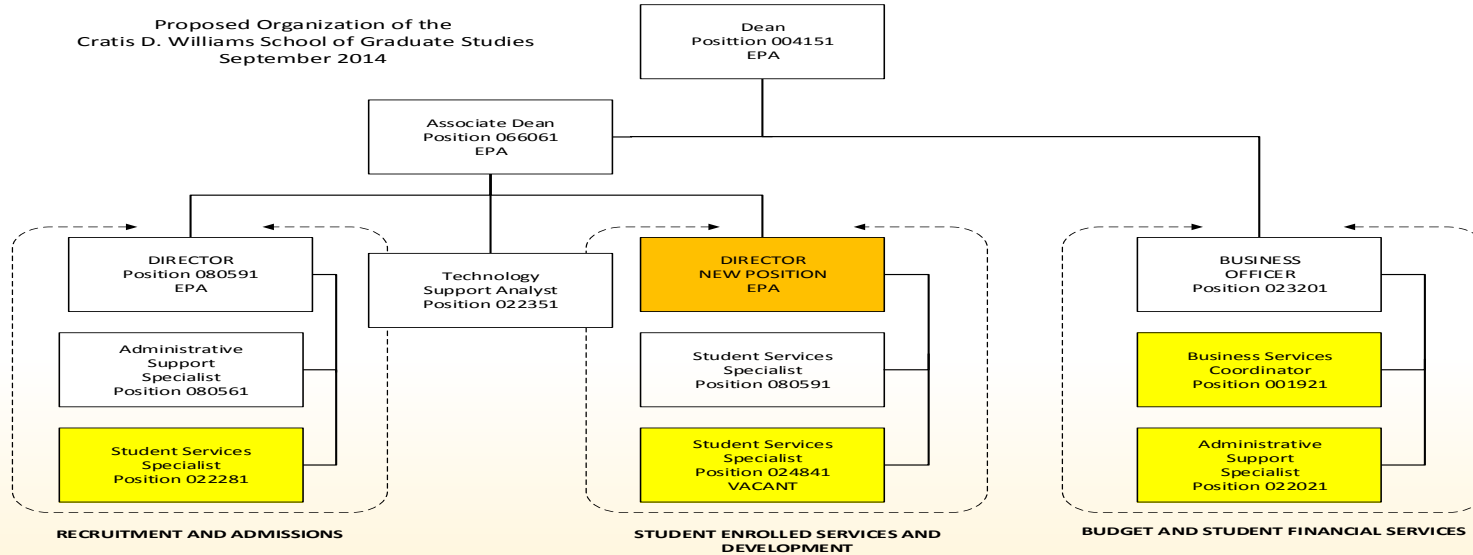 Proposed Organization of the
Cratis D. Williams School of Graduate Studies
September 2014
Dean
Posittion 004151
EPA
Associate Dean
Position 066061
EPA
DIRECTOR
Position 080591
EPA
Technology
Support Analyst
Position 022351
DIRECTOR
NEW POSITION
EPA
BUSINESS
OFFICER
Position 023201
Administrative
Support
Specialist
Position 080561
Student Services
Specialist
Position 080591
Business Services
Coordinator
Position 001921
Student Services
Specialist
Position 022281
Student Services
Specialist
Position 024841
VACANT
Administrative
Support
Specialist
Position 022021
RECRUITMENT AND ADMISSIONS
STUDENT ENROLLED SERVICES AND
DEVELOPMENT
BUDGET AND STUDENT FINANCIAL SERVICES